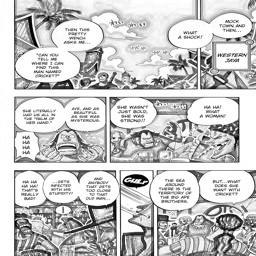 THEN THIS
PRETTY
WENCH
ASKS ME...
"CAN YOU
TELL ME
WHERE I CAN
FIND THIS
MAN NAMED
CRICKET?"
WHAT
A SHOCK!
MOCK
TOWN
AND
THEN...
WESTERN
JAYA
SHE LITERALLY
HAD US ALL
IN THE "PALM OF
HER HAND."
AYE, AND AS
BEAUTIFUL
AS SHE WAS
MYSTERIOUS.
SHE WASN'T
JUST BOLD,
SHE WAS
STRONG!!
HA HA!
WHAT
A WOMAN!
HA
HA
HA
HA HA!
THAT'S
REALLY
BAD!
...GETS
INFECTED
WITH HIS
STUPIDITY!
AND
ANYBODY
THAT GETS
TOO CLOSE
TO THAT
OLD MAN...
GULP
THE SEA
AROUND
THERE IS
THE TERRITORY
OF THE BIG APE
BROTHERS.
BUT...WHAT
DOES SHE
WANT WITH
CRICKET?